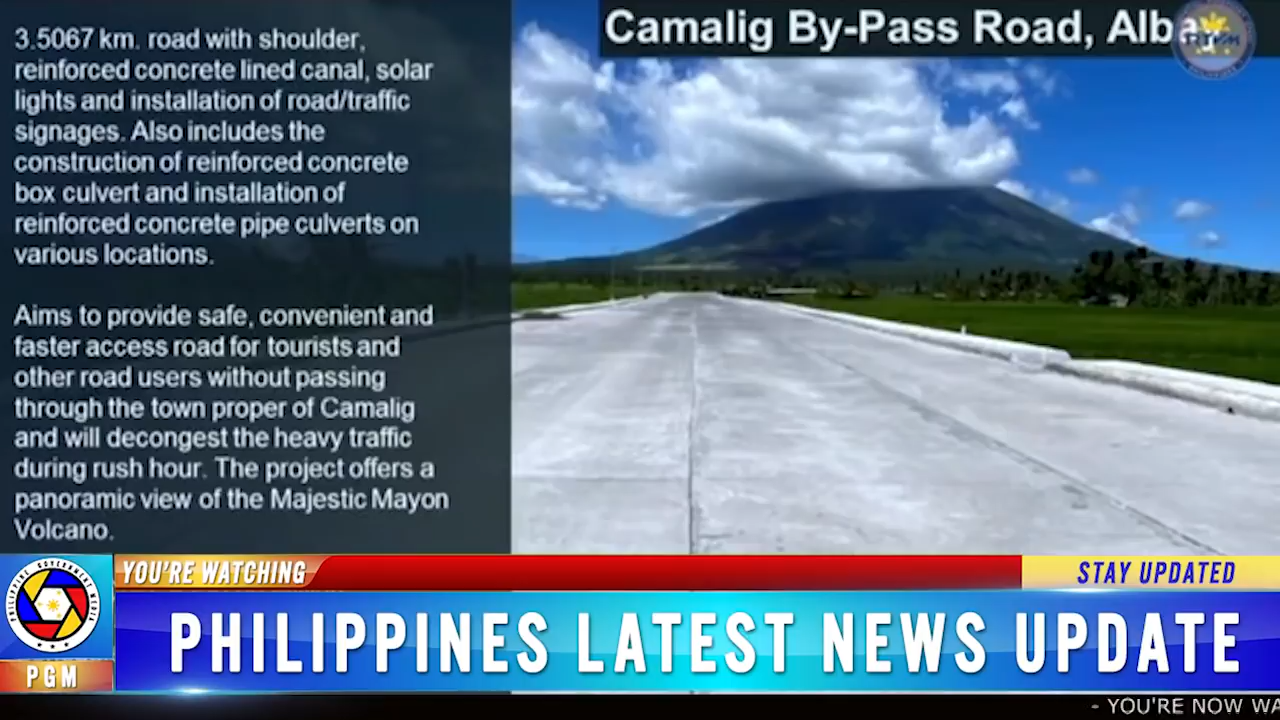 Camalig By-Pass Road, Albay
RTVM
3.5067 km. road with shoulder,
reinforced concrete lined canal, solar
lights and installation of road/traffic
signages. Also includes the
construction of reinforced concrete
box culvert and installation of
reinforced concrete pipe culverts on
various locations.
Aims to provide safe, convenient and
faster access road for tourists and
other road users without passing
through the town proper of Camalig
and will decongest the heavy traffic
during rush hour. The project offers a
panoramic view of the Majestic Mayon
Volcano.
YOU'RE WATCHING
STAY UPDATED
PHILIPPINE GOVERNMENT MEDIA
PGM
PHILIPPINES LATEST NEWS UPDATE
- YOU'RE NOW WA